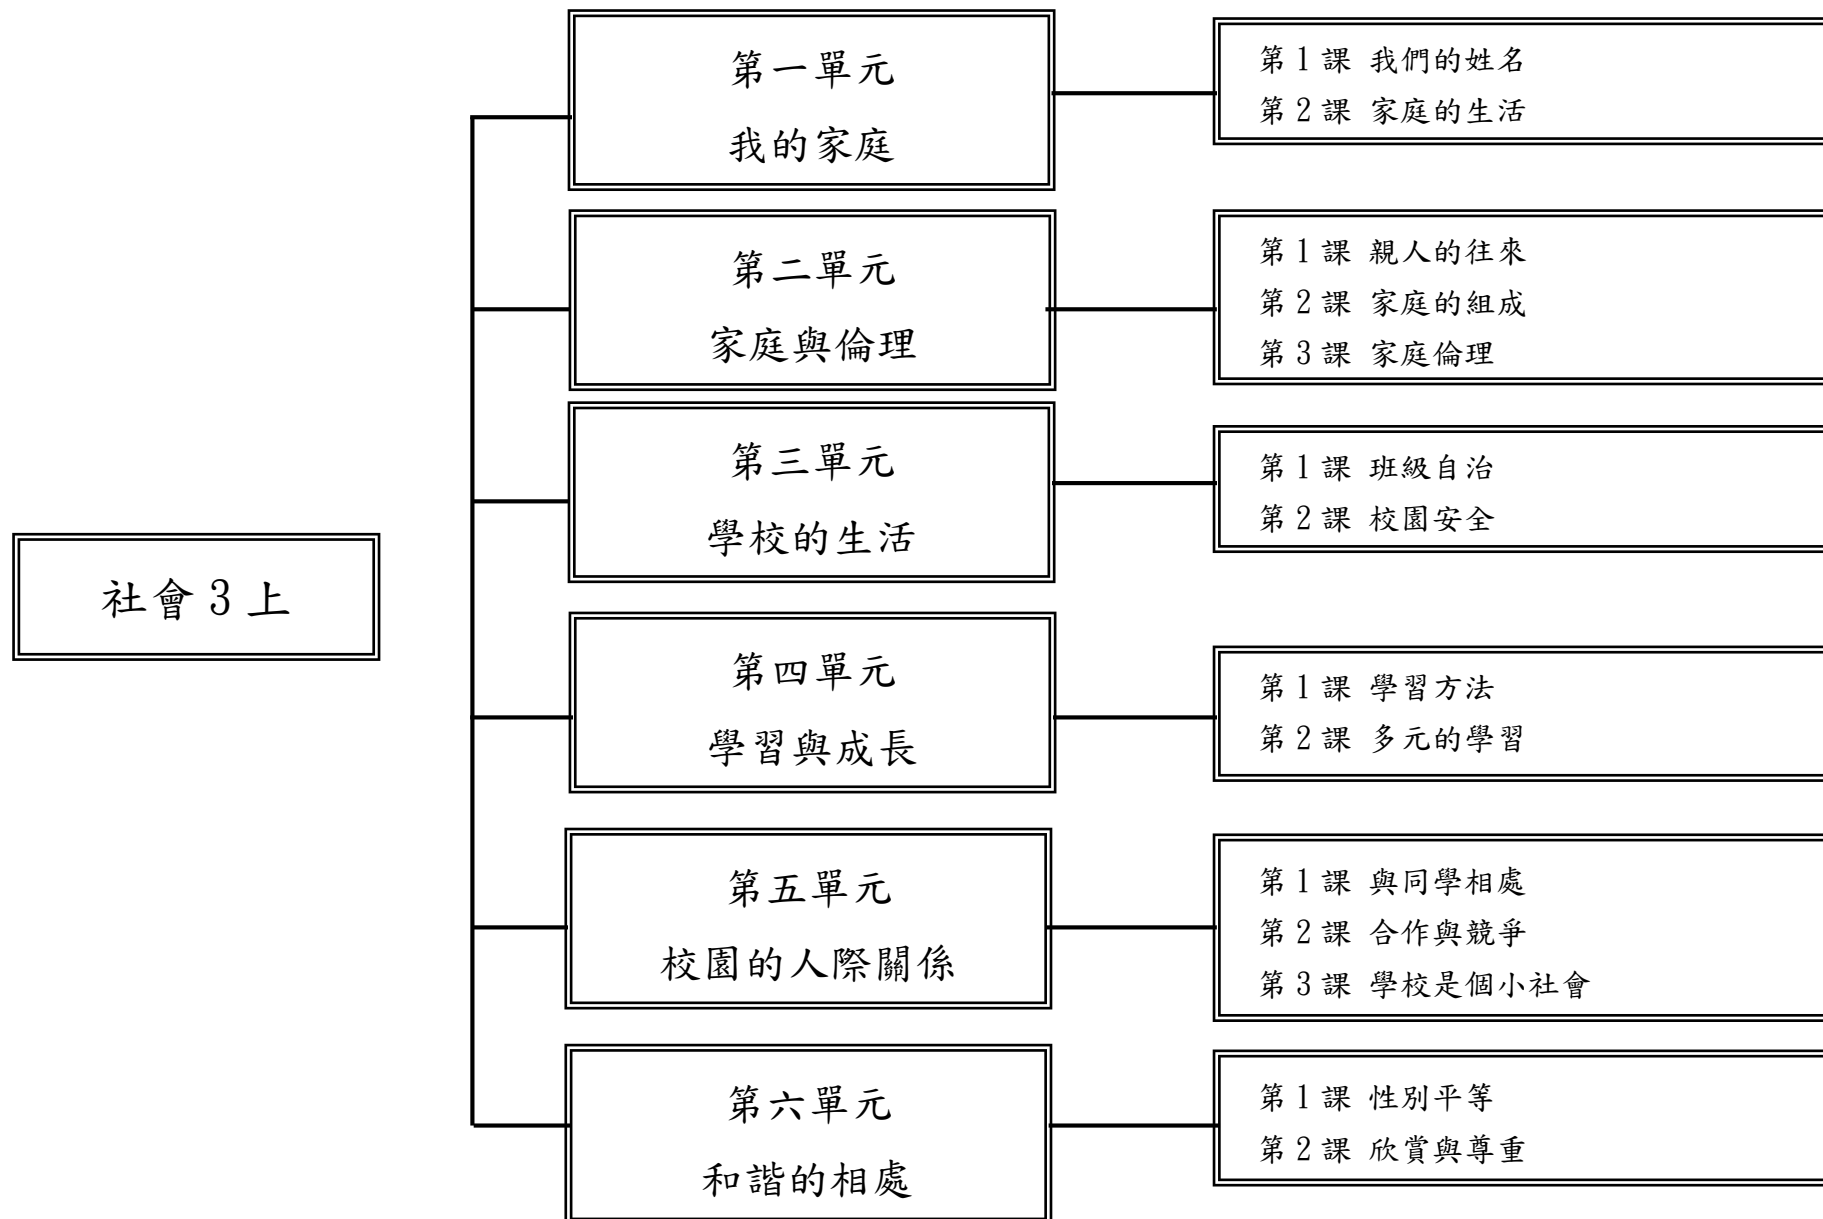 社會3上
第一單元
我的家庭
第1課 我們的姓名
第2課 家庭的生活
第二單元
家庭與倫理
第1課 親人的往來
第2課 家庭的組成
第3課 家庭倫理
第三單元
學校的生活
第1課 班級自治
第2課 校園安全
第四單元
學習與成長
第1課 學習方法
第2課 多元的學習
第五單元
校園的人際關係
第1課 與同學相處
第2課 合作與競爭
第3課 學校是個小社會
第六單元
和諧的相處
第1課 性別平等
第2課 欣賞與尊重